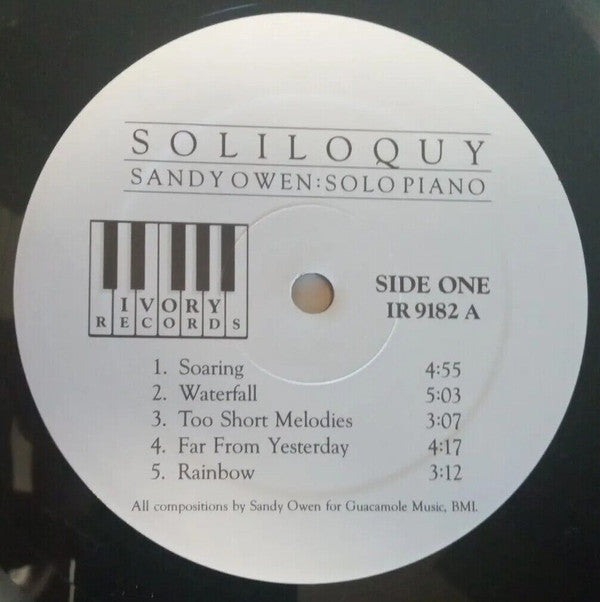 SOLILOQUY
SANDY OWEN: SOLO PIANO
IVORY
RECORDS
SIDE ONE
IR 9182 A
1. Soaring 4:55
2. Waterfall 5:03
3. Too Short Melodies 3:07
4. Far From Yesterday 4:17
5. Rainbow 3:12
All compositions by Sandy Owen for Guacamole Music, BMI.